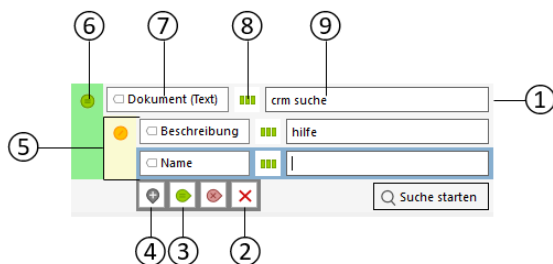 6 7 8 9
Dokument (Text) crm suche 1
5 Beschreibung hilfe
Name
Suche starten
4 3 2